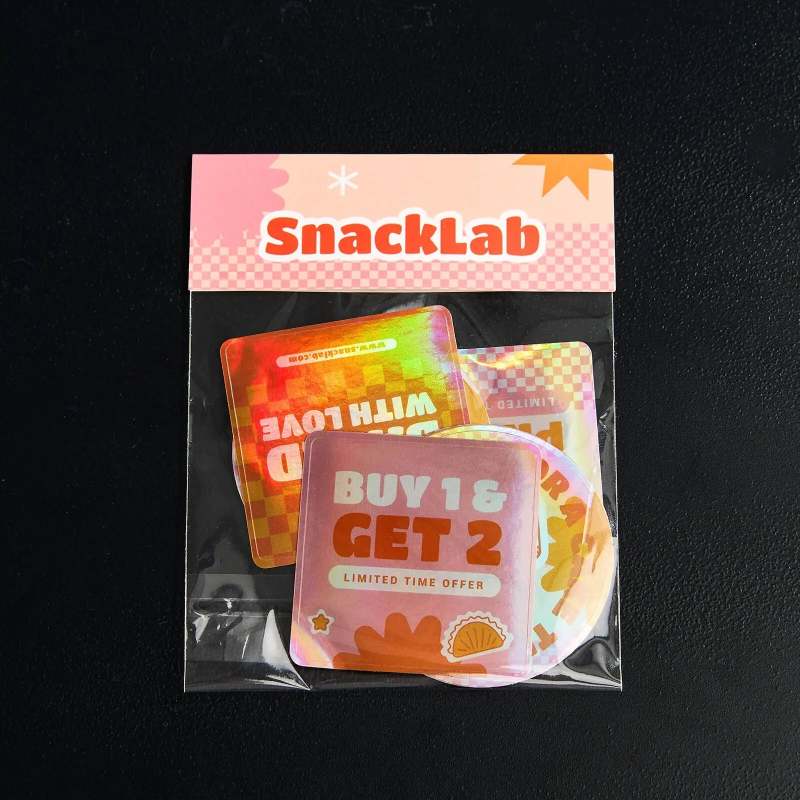 SnackLab
www.snacklab.com
WITH LOVE
LIMITED
BUY 1 &
GET 2
LIMITED TIME OFFER